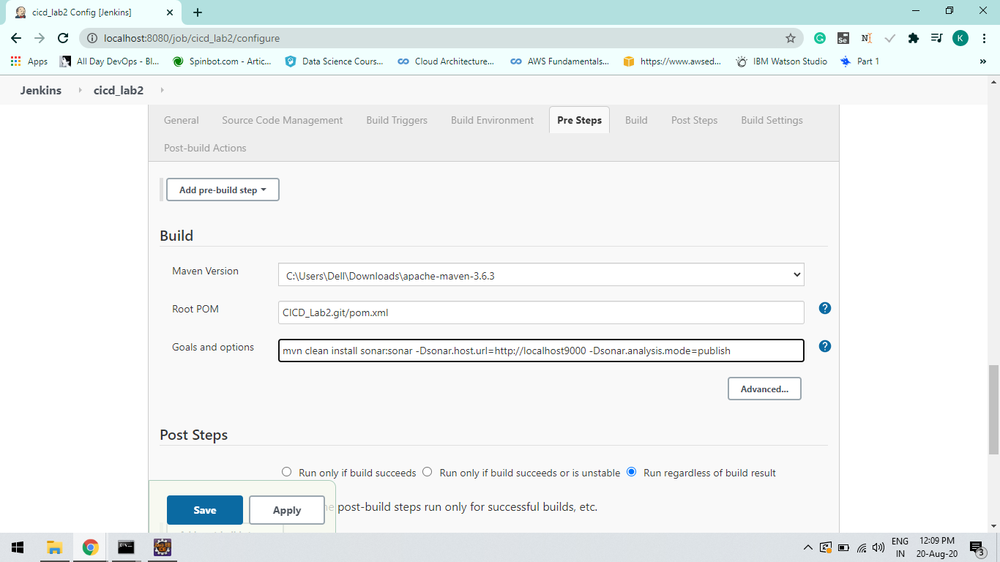 cicd_lab2 Config [Jenkins]
localhost:8080/job/cicd_lab2/configure
Apps All Day DevOps - Bl... Spinbot.com - Artic... Data Science Cours... Cloud Architecture... AWS Fundamentals... https://www.awsed... IBM Watson Studio Part 1 »
Jenkins cicd_lab2
General Source Code Management Build Triggers Build Environment Pre Steps Build Post Steps Build Settings
Post-build Actions
Add pre-build step
Build
Maven Version C:\Users\Dell\Downloads\apache-maven-3.6.3
Root POM CICD_Lab2.git/pom.xml
Goals and options mvn clean install sonar:sonar -Dsonar.host.url=http://localhost9000 -Dsonar.analysis.mode=publish
Advanced...
Post Steps
Run only if build succeeds Run only if build succeeds or is unstable Run regardless of build result
post-build steps run only for successful builds, etc.
Save Apply
ENG 12:09 PM
IN 20-Aug-20 3